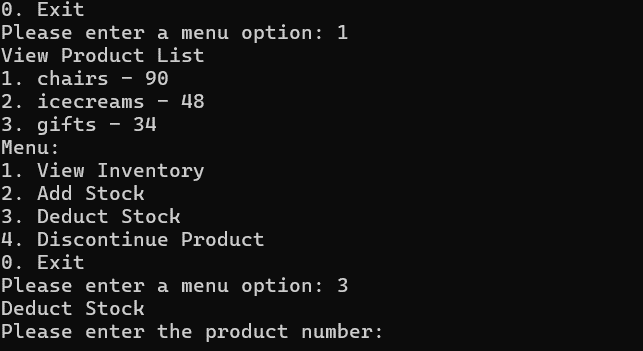 0. Exit
Please enter a menu option: 1
View Product List
1. chairs - 90
2. icecreams - 48
3. gifts - 34
Menu:
1. View Inventory
2. Add Stock
3. Deduct Stock
4. Discontinue Product
0. Exit
Please enter a menu option: 3
Deduct Stock
Please enter the product number: